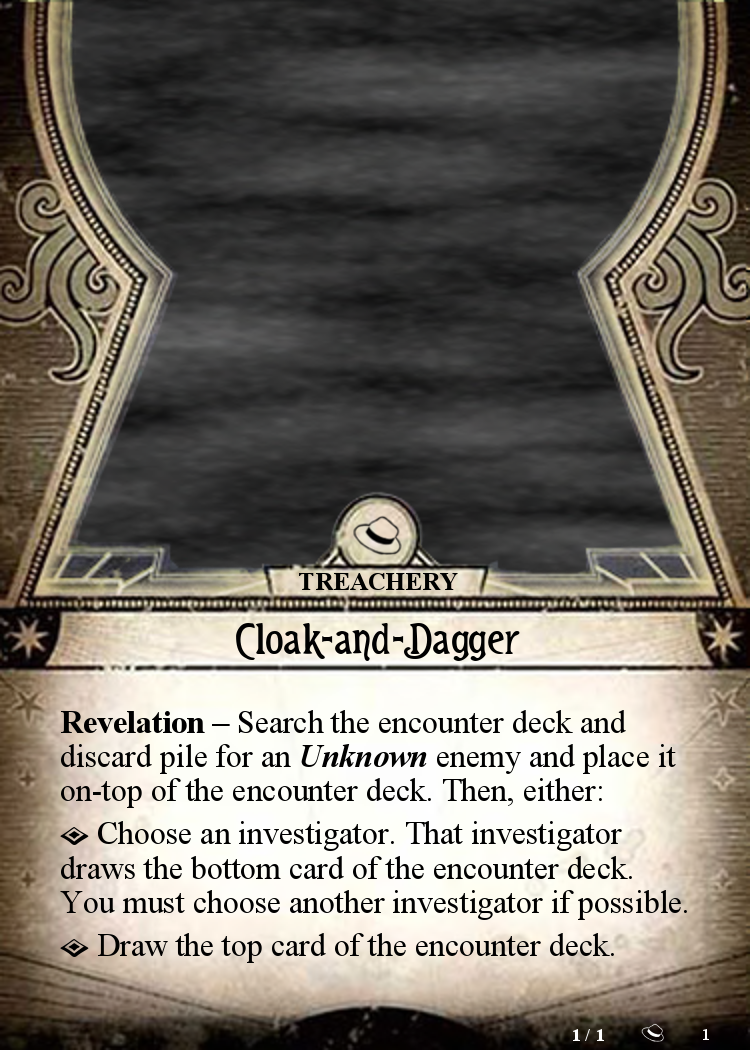 TREACHERY
Cloak-and-Dagger
Revelation – Search the encounter deck and
discard pile for an Unknown enemy and place it
on-top of the encounter deck. Then, either:
Choose an investigator. That investigator
draws the bottom card of the encounter deck.
You must choose another investigator if possible.
Draw the top card of the encounter deck.
1 / 1 1